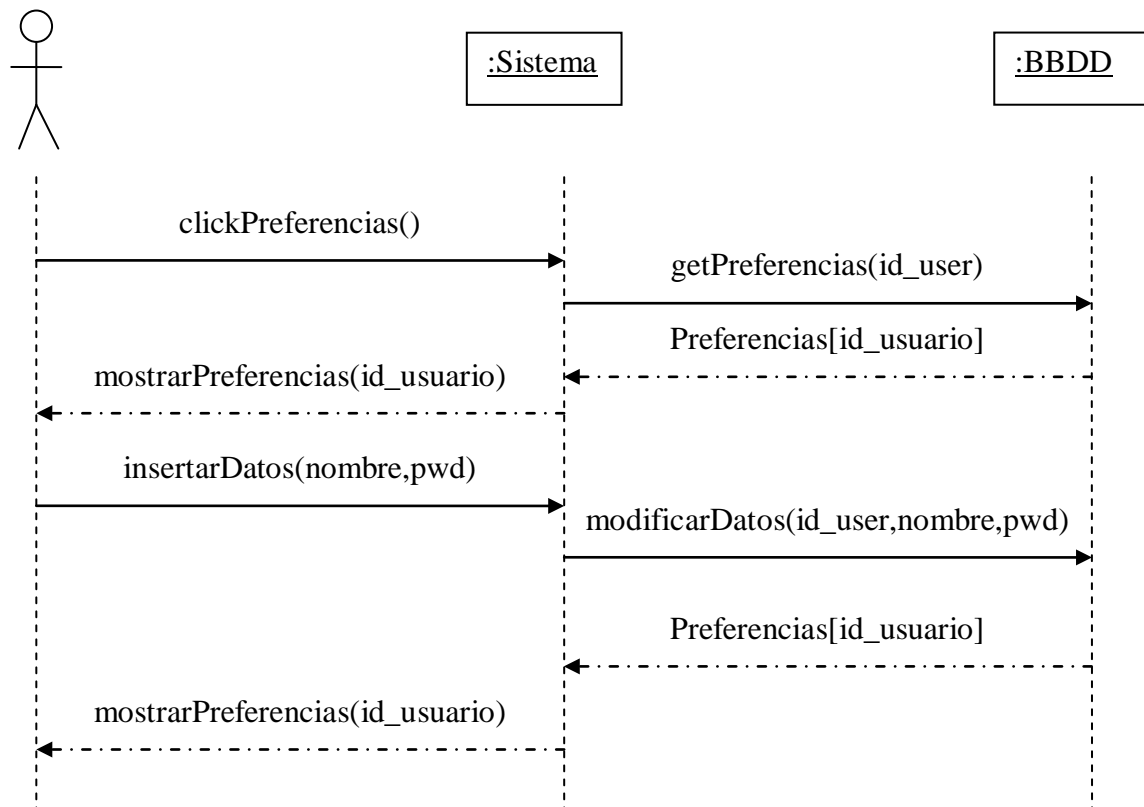 :Sistema
:BBDD
clickPreferencias()
getPreferencias(id_user)
Preferencias[id_usuario]
mostrarPreferencias(id_usuario)
insertarDatos(nombre,pwd)
modificarDatos(id_user,nombre,pwd)
Preferencias[id_usuario]
mostrarPreferencias(id_usuario)